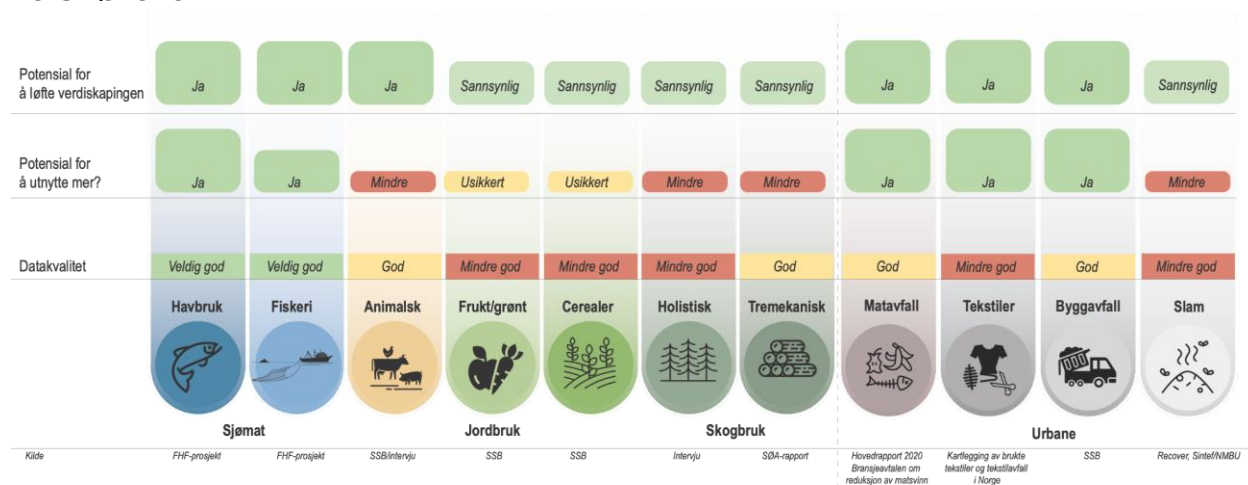 Potensial for
å løfte verdiskapingen
Ja
Ja
Ja
Sannsynlig
Sannsynlig
Sannsynlig
Sannsynlig
Ja
Ja
Ja
Sannsynlig
Potensial for
å utnytte mer?
Ja
Ja
Mindre
Usikkert
Usikkert
Mindre
Mindre
Ja
Ja
Ja
Mindre
Datakvalitet
Veldig god
Veldig god
God
Mindre god
Mindre god
Mindre god
God
God
Mindre god
God
Mindre god
Havbruk
Fiskeri
Animalsk
Frukt/grønt
Cerealer
Holistisk
Tremekanisk
Matavfall
Tekstiler
Byggavfall
Slam
Sjømat
Jordbruk
Skogbruk
Urbane
Kilde
FHF-prosjekt
FHF-prosjekt
SSB/intervju
SSB
SSB
Intervju
SØA-rapport
Hovedrapport 2020
Bransjeavtalen om
reduksjon av matsvinn
Kartlegging av brukte
tekstiler og tekstilavfall
i Norge
SSB
Recover, Sintef/NMBU